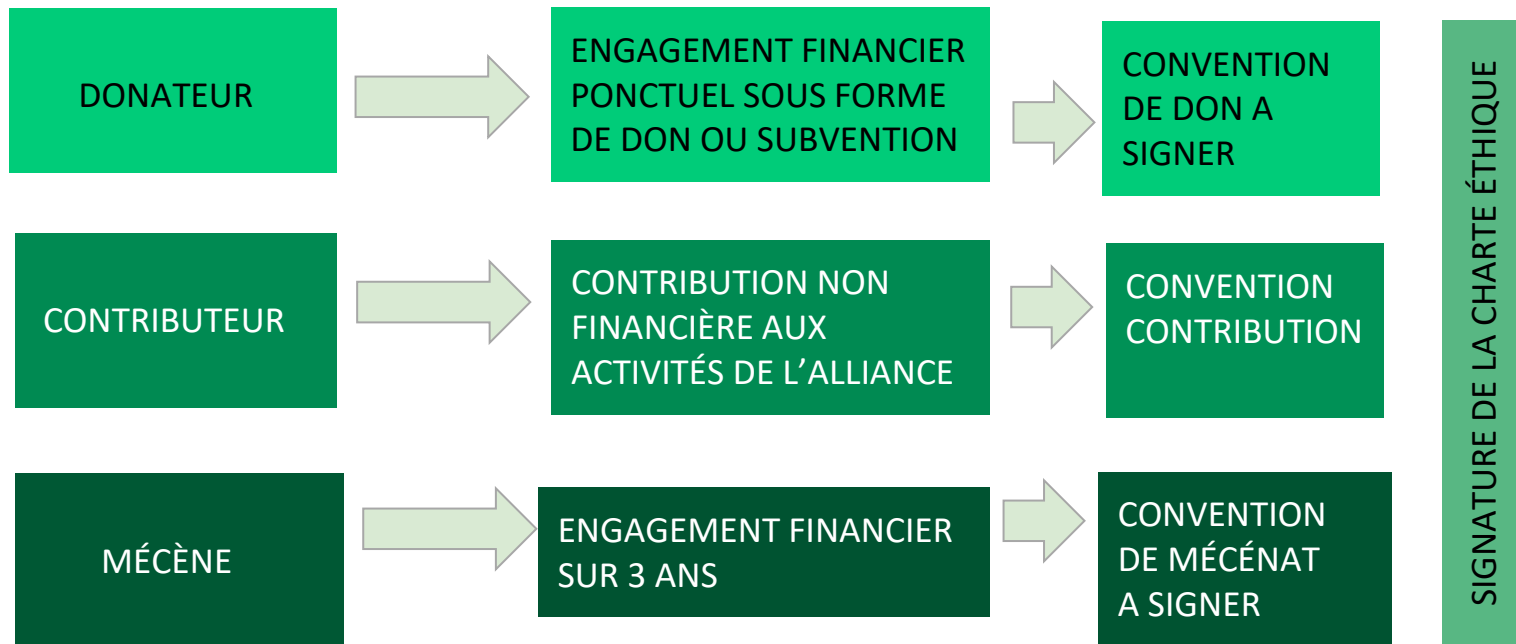 DONATEUR
ENGAGEMENT FINANCIER
PONCTUEL SOUS FORME
DE DON OU SUBVENTION
CONVENTION
DE DON A
SIGNER
CONTRIBUTEUR
CONTRIBUTION NON
FINANCIÈRE AUX
ACTIVITÉS DE L’ALLIANCE
CONVENTION
CONTRIBUTION
MÉCÈNE
ENGAGEMENT FINANCIER
SUR 3 ANS
CONVENTION
DE MÉCÉNAT
A SIGNER
SIGNATURE DE LA CHARTE ÉTHIQUE